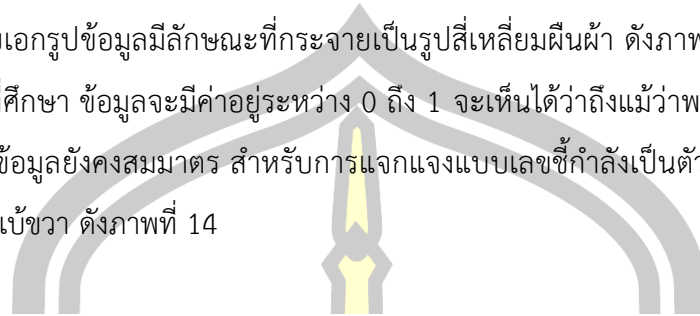 งเอกรูปข้อมูลมีลักษณะที่กระจายเป็นรูปสี่เหลี่ยมผืนผ้า ดังภาพ
ที่ศึกษา ข้อมูลจะมีค่าอยู่ระหว่าง 0 ถึง 1 จะเห็นได้ว่าถึงแม้ว่าพ
ข้อมูลยังคงสมมาตร สำหรับการแจกแจงแบบเลขชี้กำลังเป็นตัว
เบ้ขวา ดังภาพที่ 14